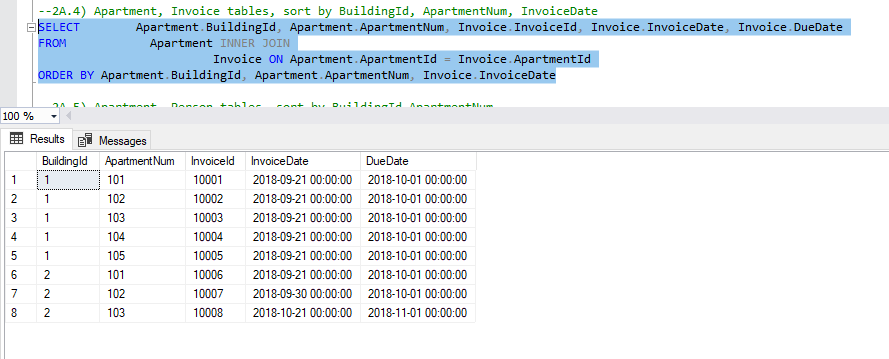 --2A.4) Apartment, Invoice tables, sort by BuildingId, ApartmentNum, InvoiceDate
SELECT Apartment.BuildingId, Apartment.ApartmentNum, Invoice.InvoiceId, Invoice.InvoiceDate, Invoice.DueDate
FROM Apartment INNER JOIN
Invoice ON Apartment.ApartmentId = Invoice.ApartmentId
ORDER BY Apartment.BuildingId, Apartment.ApartmentNum, Invoice.InvoiceDate
--2A.5) Apartment, Person tables, sort by BuildingId,ApartmentNum
100 %
Results Messages
BuildingId ApartmentNum InvoiceId InvoiceDate DueDate
1 1 101 10001 2018-09-21 00:00:00 2018-10-01 00:00:00
2 1 102 10002 2018-09-21 00:00:00 2018-10-01 00:00:00
3 1 103 10003 2018-09-21 00:00:00 2018-10-01 00:00:00
4 1 104 10004 2018-09-21 00:00:00 2018-10-01 00:00:00
5 1 105 10005 2018-09-21 00:00:00 2018-10-01 00:00:00
6 2 101 10006 2018-09-21 00:00:00 2018-10-01 00:00:00
7 2 102 10007 2018-09-30 00:00:00 2018-10-01 00:00:00
8 2 103 10008 2018-10-21 00:00:00 2018-11-01 00:00:00